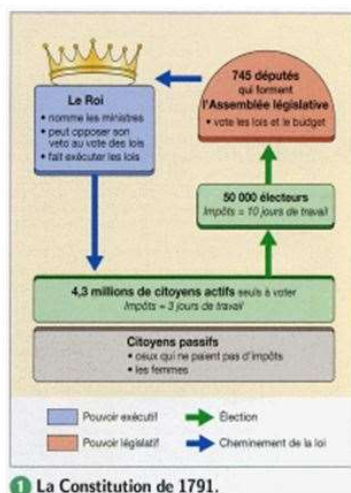 745 députés
qui forment
l'Assemblée législative
• vote les lois et le budget
Le Roi
• nomme les ministres
• peut opposer son
veto au vote des lois
• fait exécuter les lois
50 000 électeurs
Impôts = 10 jours de travail
4,3 millions de citoyens actifs seuls à voter
Impôts = 3 jours de travail
Citoyens passifs
• ceux qui ne paient pas d'impôts
• les femmes
Pouvoir exécutif
Élection
Pouvoir législatif
Cheminement de la loi
1 La Constitution de 1791.